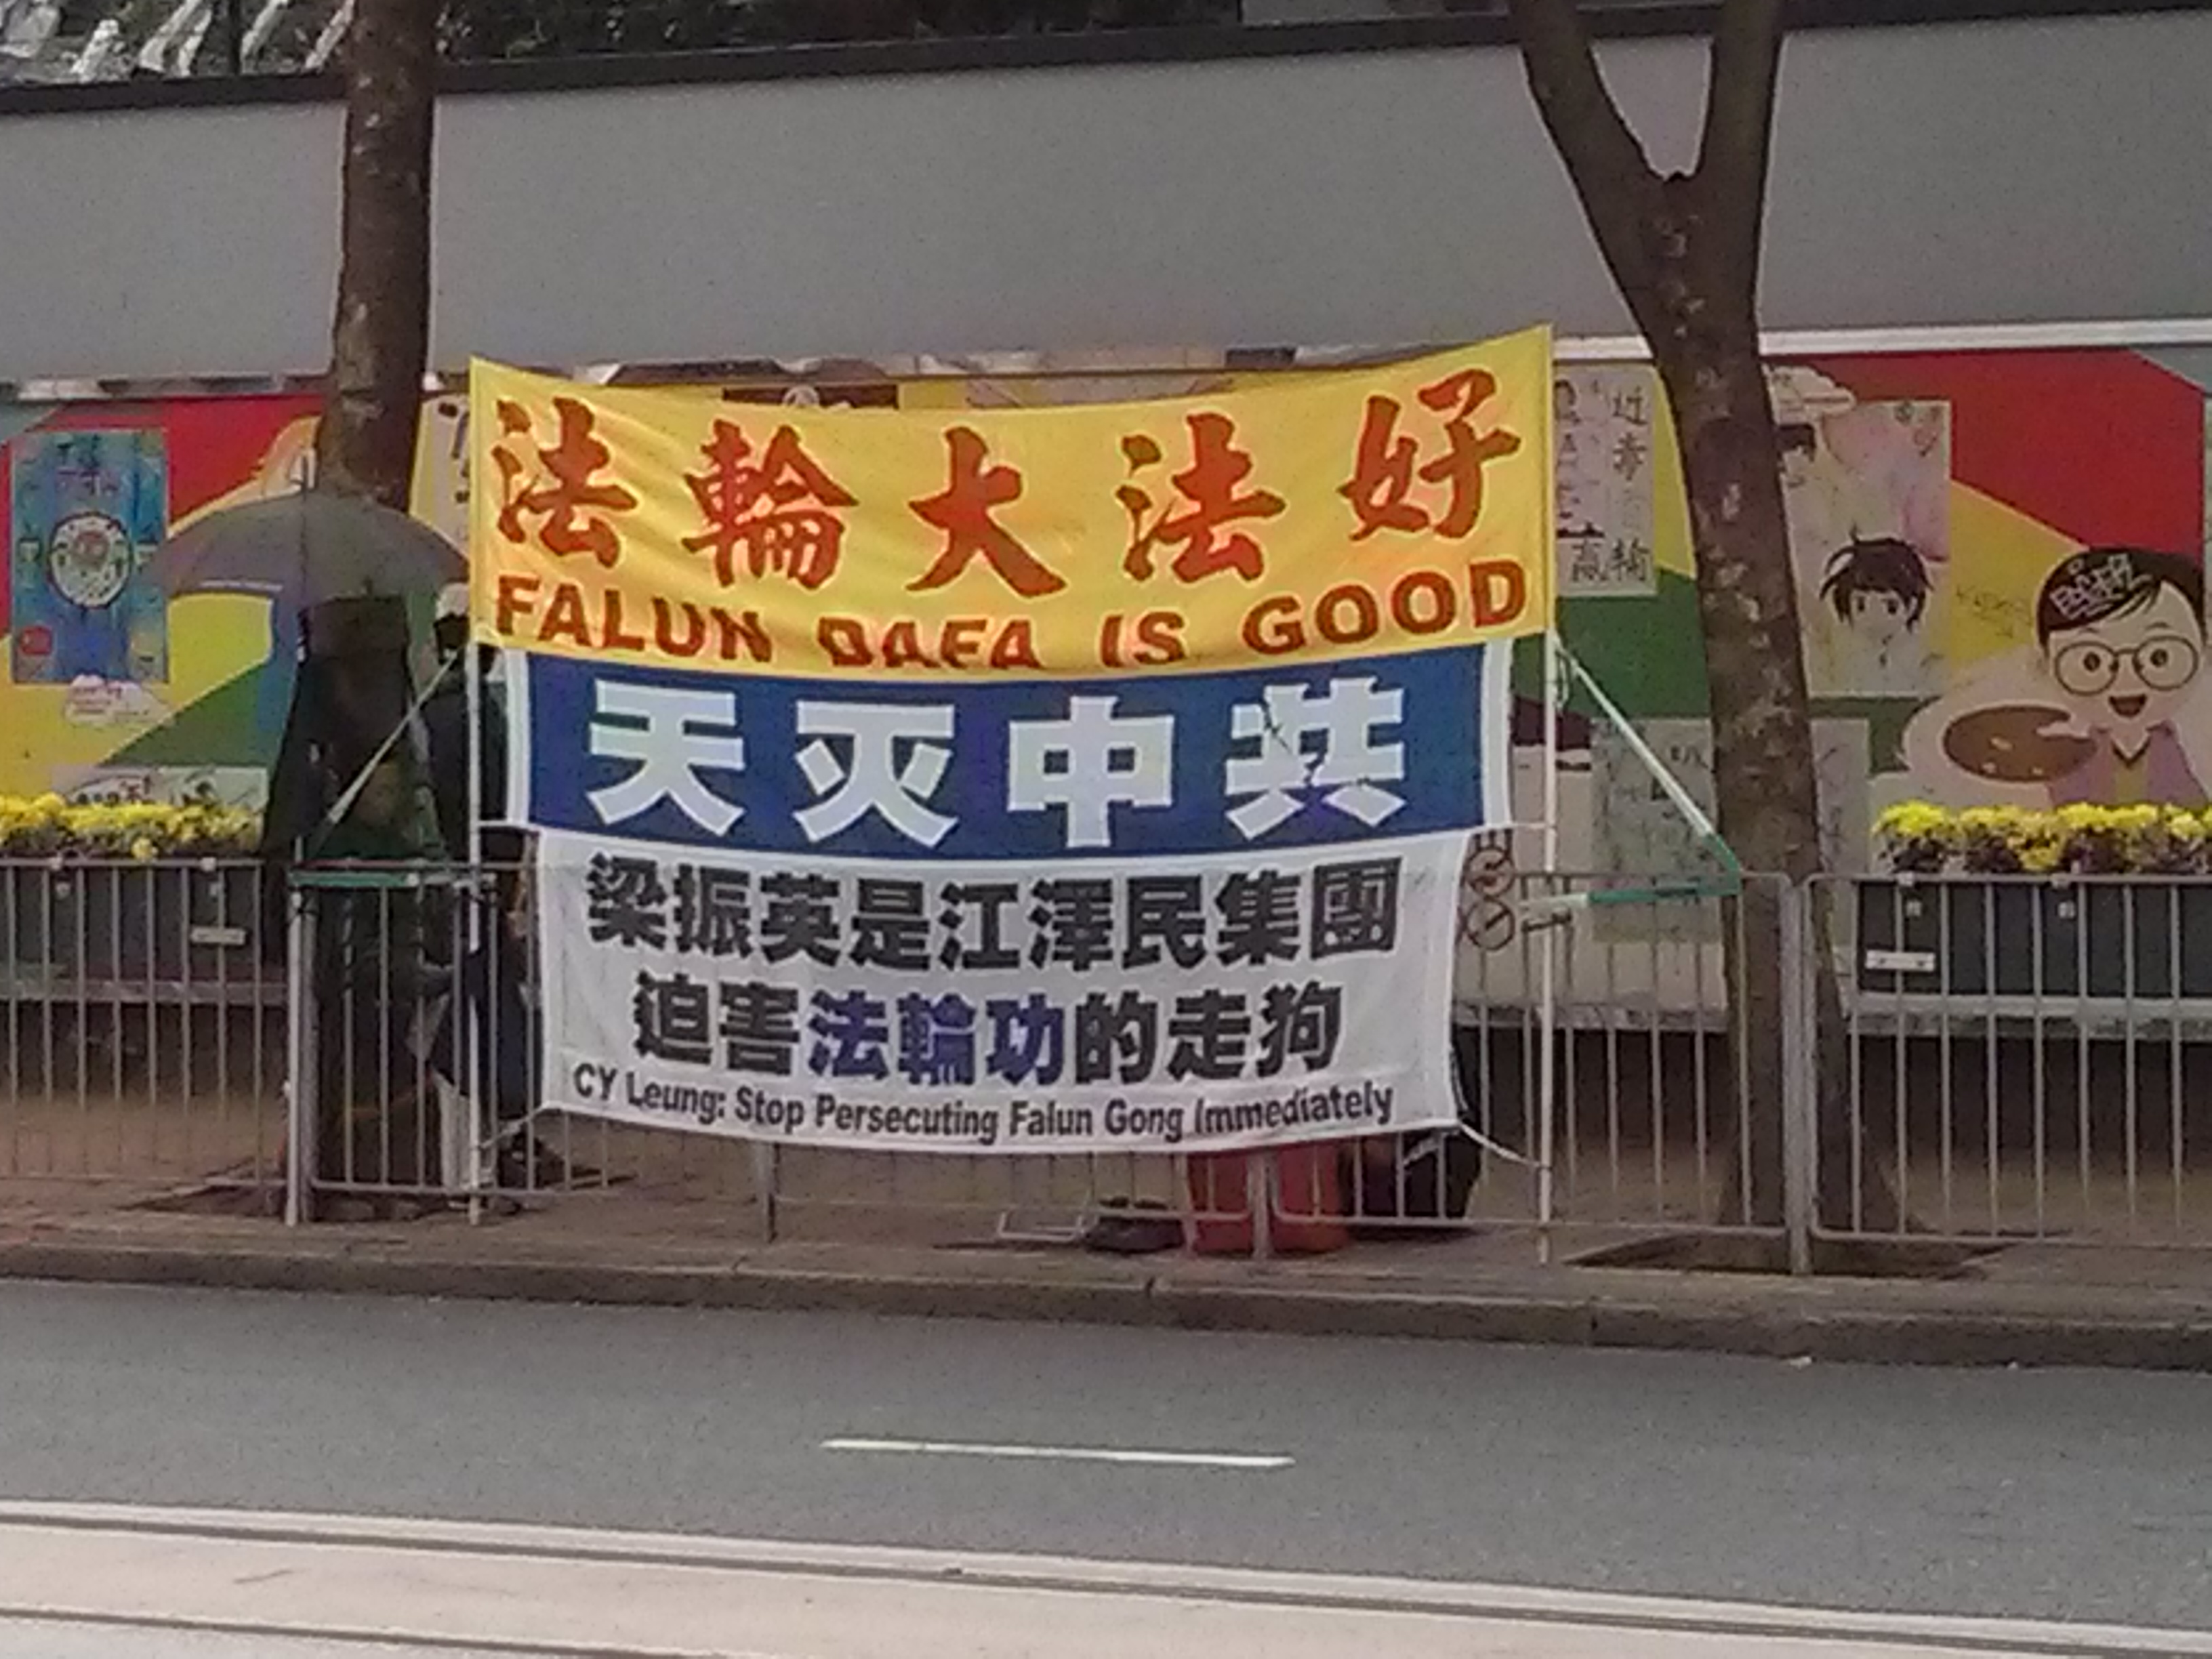 法輪大法好
FALUN DAFA IS GOOD
天灭中共
梁振英是江澤民集團
迫害法輪功的走狗
CY Leung: Stop Persecuting Falun Gong Immediately